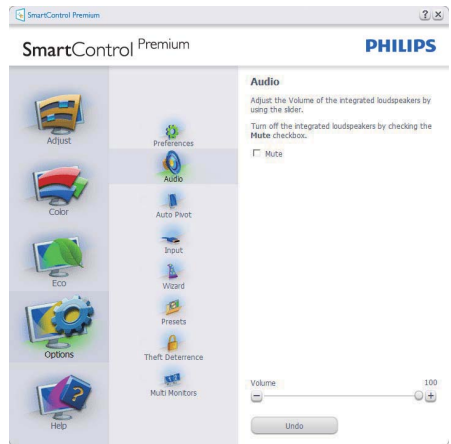 SmartControl Premium
SmartControl Premium
PHILIPS
Adjust
Color
Eco
Options
Help
Preferences
Audio
Auto Pivot
Input
Wizard
Presets
Theft Deterrence
Multi Monitors
Audio
Adjust the Volume of the integrated loudspeakers by
using the slider.
Turn off the integrated loudspeakers by checking the
Mute checkbox.
Mute
Volume 100
Undo